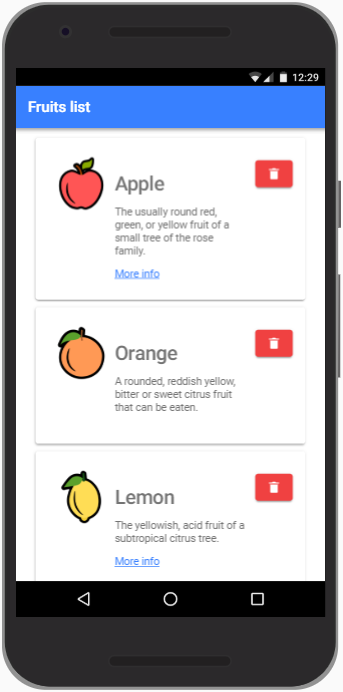 12:29
Fruits list
Apple
The usually round red,
green, or yellow fruit of a
small tree of the rose
family.
More info
Orange
A rounded, reddish yellow,
bitter or sweet citrus fruit
that can be eaten.
Lemon
The yellowish, acid fruit of a
subtropical citrus tree.
More info